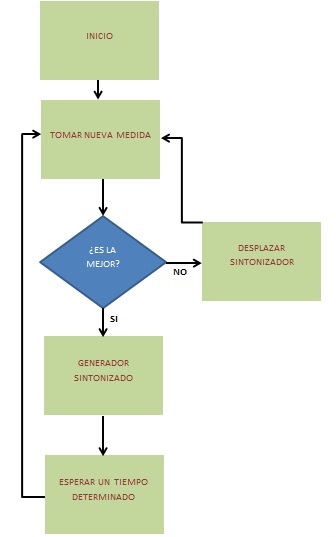 INICIO
TOMAR NUEVA MEDIDA
¿ES LA
MEJOR?
NO
DESPLAZAR
SINTONIZADOR
SI
GENERADOR
SINTONIZADO
ESPERAR UN TIEMPO
DETERMINADO